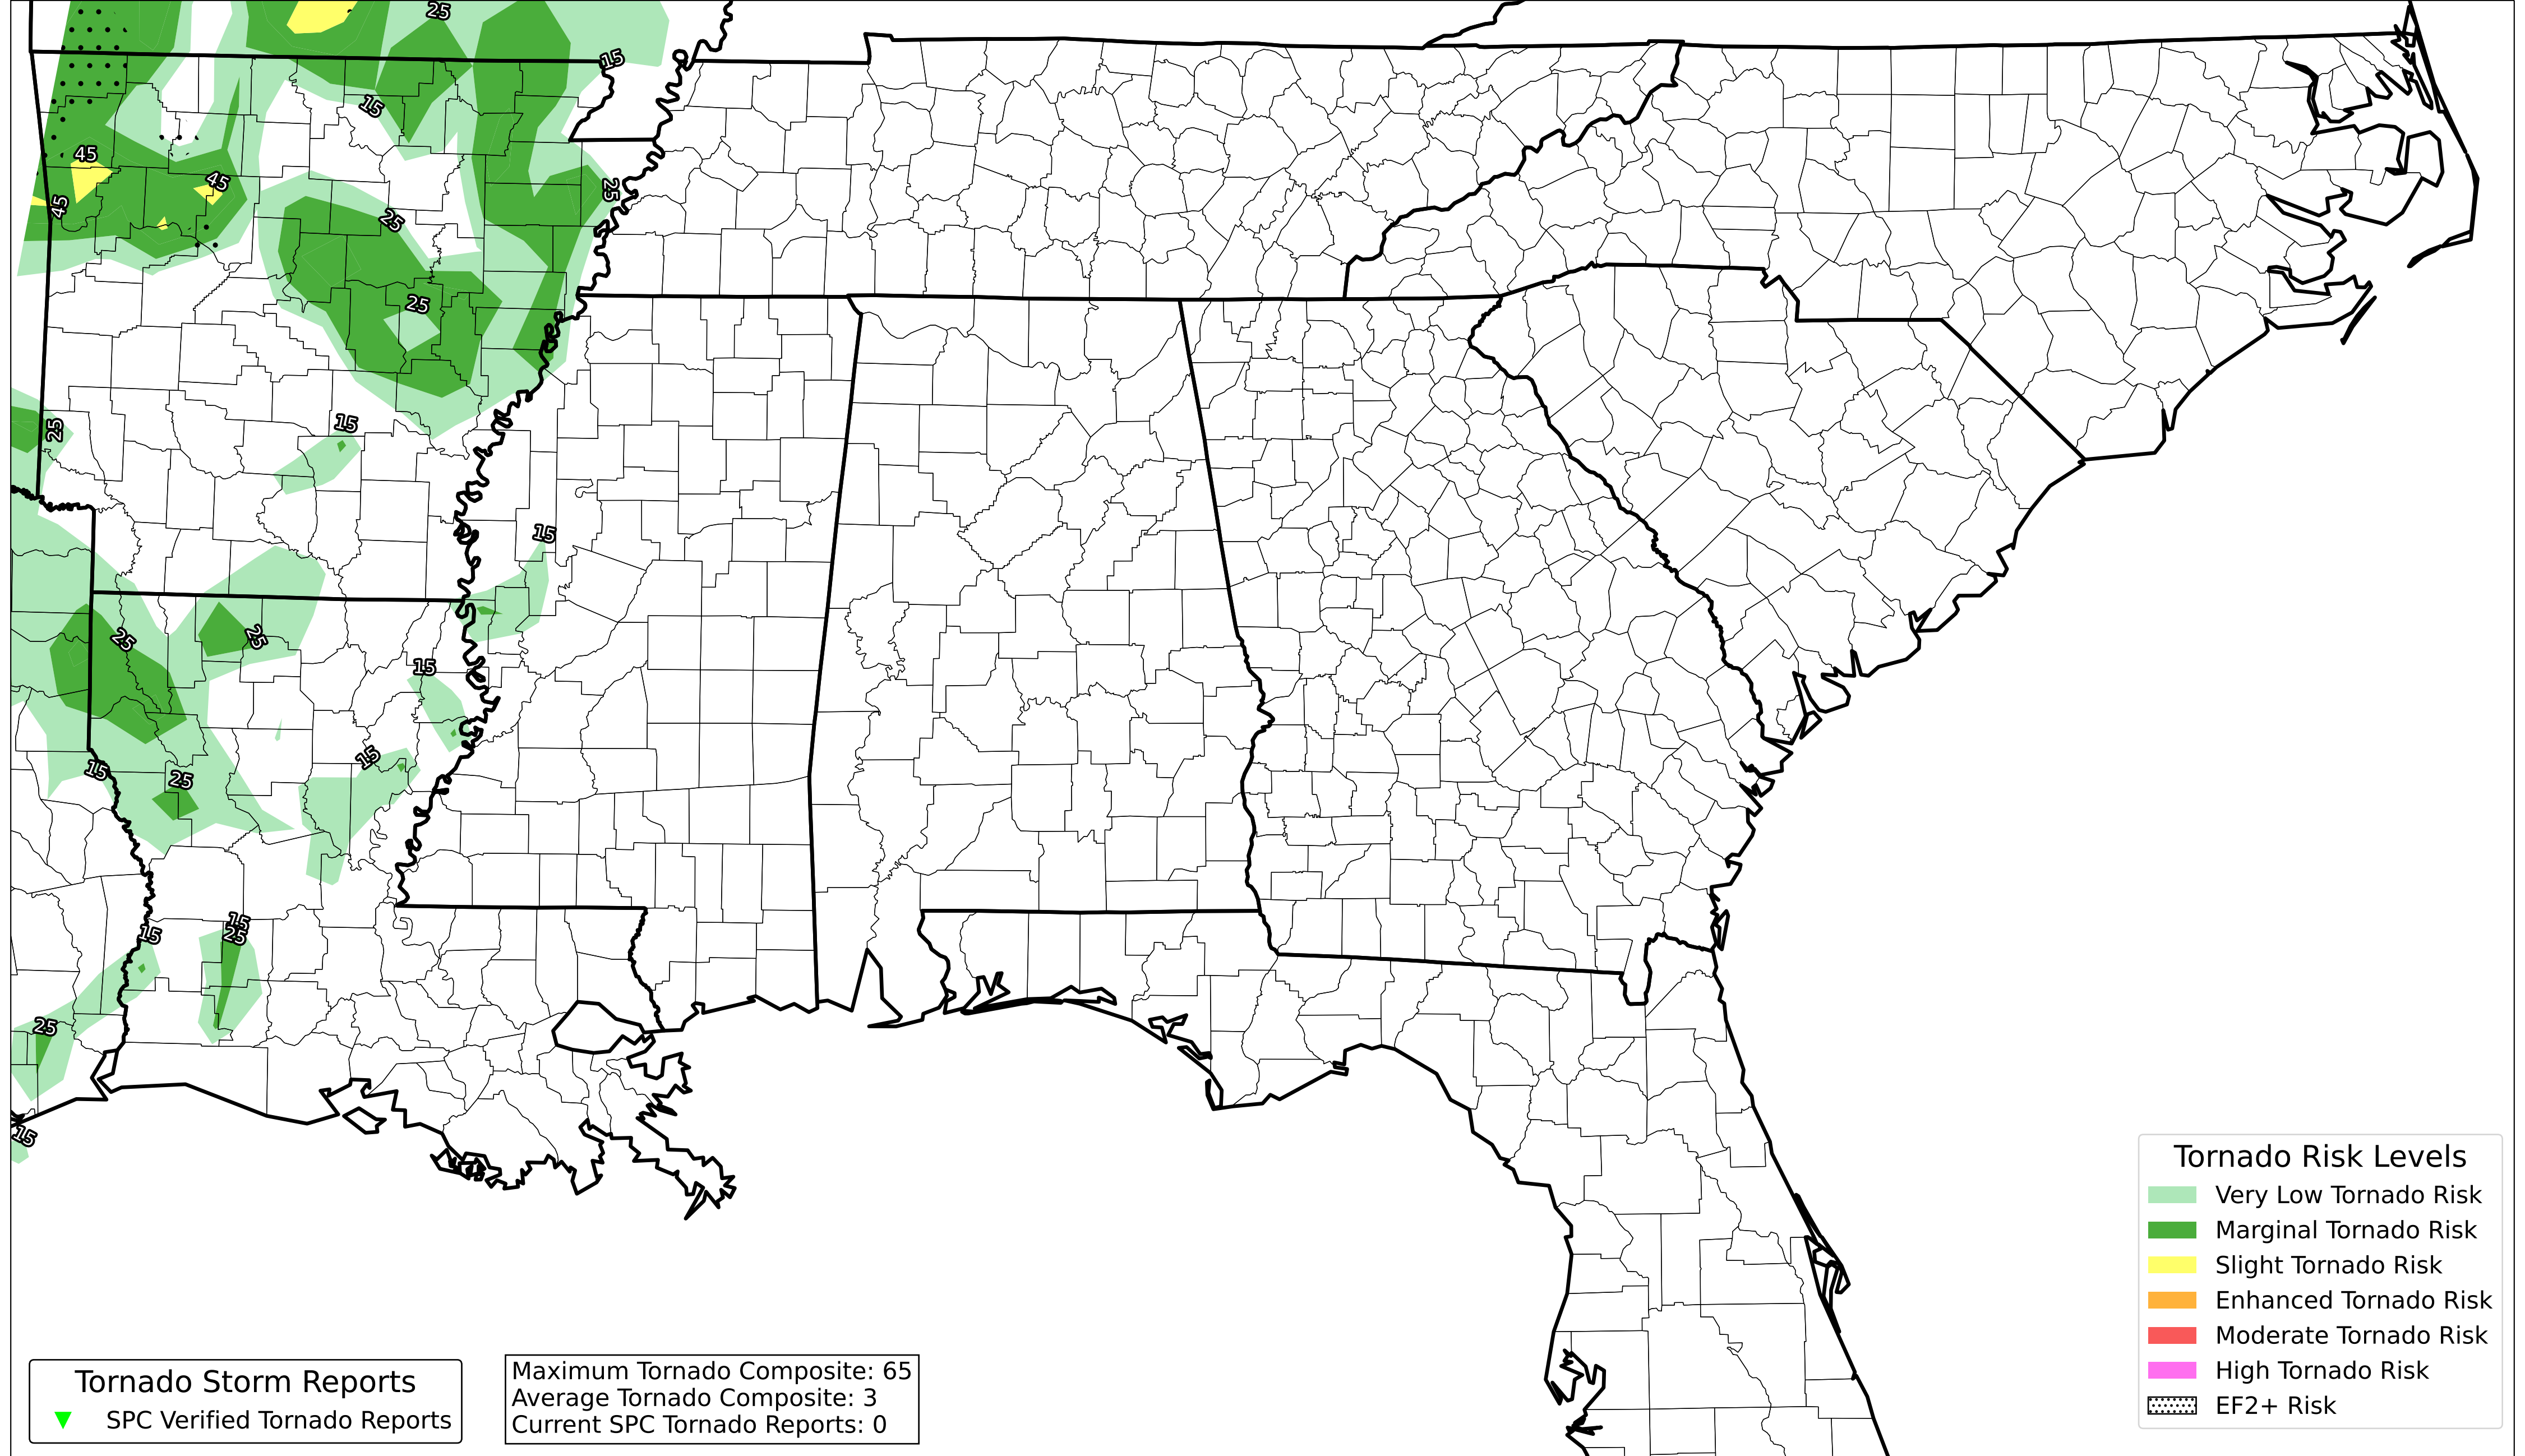 25
15
15
45
45
25
45
25
25
15
25
15
25
25
15
15
15
25
15
25
15
25
15
Tornado Risk Levels
Very Low Tornado Risk
Marginal Tornado Risk
Slight Tornado Risk
Enhanced Tornado Risk
Moderate Tornado Risk
High Tornado Risk
EF2+ Risk
Tornado Storm Reports
SPC Verified Tornado Reports
Maximum Tornado Composite: 65
Average Tornado Composite: 3
Current SPC Tornado Reports: 0